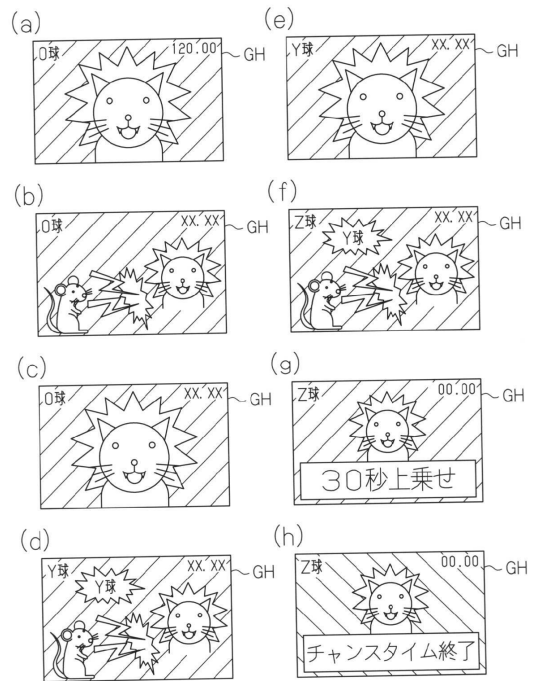 (a)
0球 120.00 GH
(b)
0球 XX.XX GH
(c)
0球 XX.XX GH
(d)
Y球 XX.XX GH
Y球
(e)
Y球 XX.XX GH
(f)
Z球 XX.XX GH
Y球
(g)
Z球 00.00 GH
30秒上乗せ
(h)
Z球 00.00 GH
チャンスタイム終了